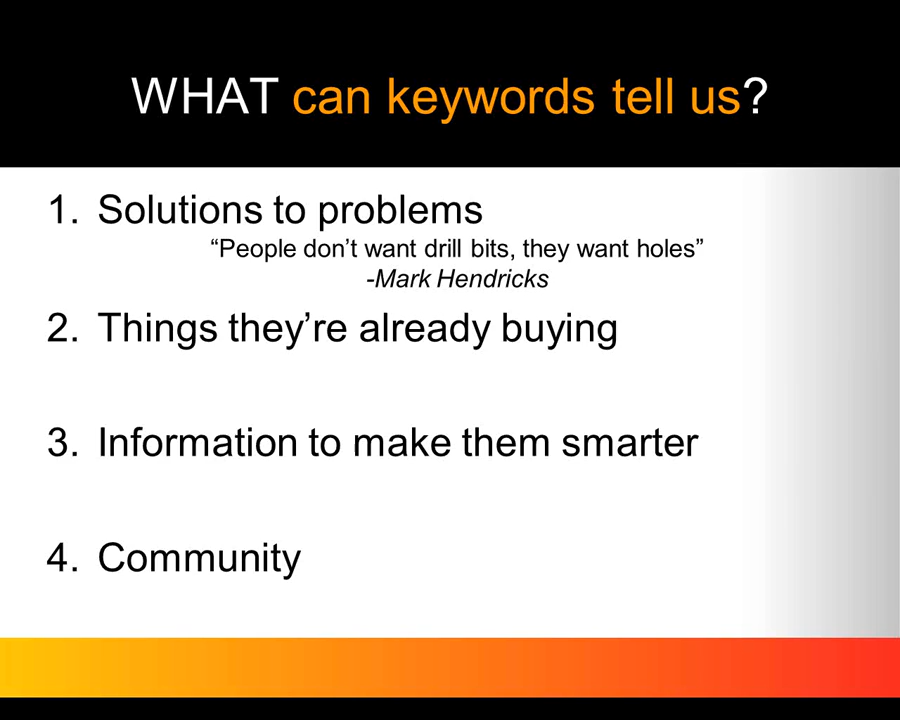 WHAT can keywords tell us?
1. Solutions to problems
“People don’t want drill bits, they want holes”
-Mark Hendricks
2. Things they’re already buying
3. Information to make them smarter
4. Community